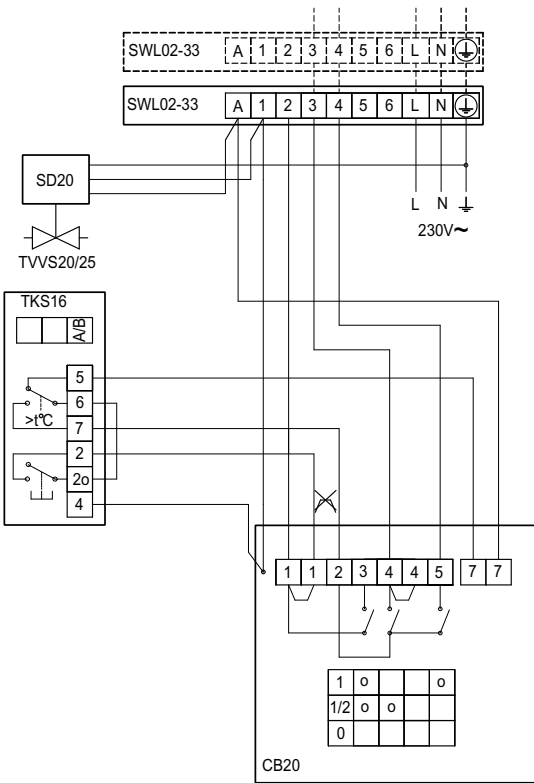 SWL02-33 A 1 2 3 4 5 6 L N
SWL02-33 A 1 2 3 4 5 6 L N
SD20
L N
230V~
TVVS20/25
TKS16
A/B
5
6
>t°C
7
2
2o
4
1 1 2 3 4 4 5 7 7
1 o o
1/2 o o
0
CB20